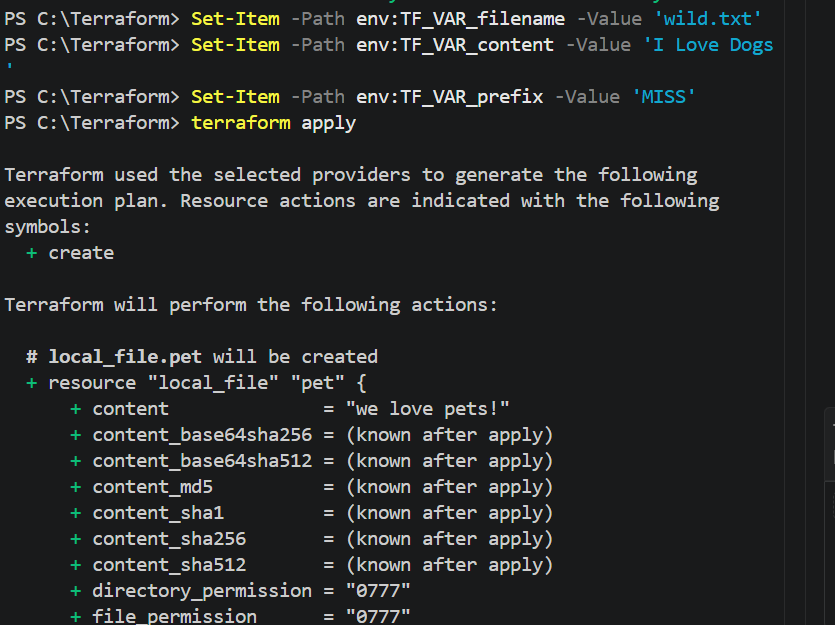 PS C:\Terraform> Set-Item -Path env:TF_VAR_filename -Value 'wild.txt'
PS C:\Terraform> Set-Item -Path env:TF_VAR_content -Value 'I Love Dogs
'
PS C:\Terraform> Set-Item -Path env:TF_VAR_prefix -Value 'MISS'
PS C:\Terraform> terraform apply
Terraform used the selected providers to generate the following
execution plan. Resource actions are indicated with the following
symbols:
+ create
Terraform will perform the following actions:
# local_file.pet will be created
+ resource "local_file" "pet" {
+ content = "we love pets!"
+ content_base64sha256 = (known after apply)
+ content_base64sha512 = (known after apply)
+ content_md5 = (known after apply)
+ content_sha1 = (known after apply)
+ content_sha256 = (known after apply)
+ content_sha512 = (known after apply)
+ directory_permission = "0777"
+ file_permission = "0777"